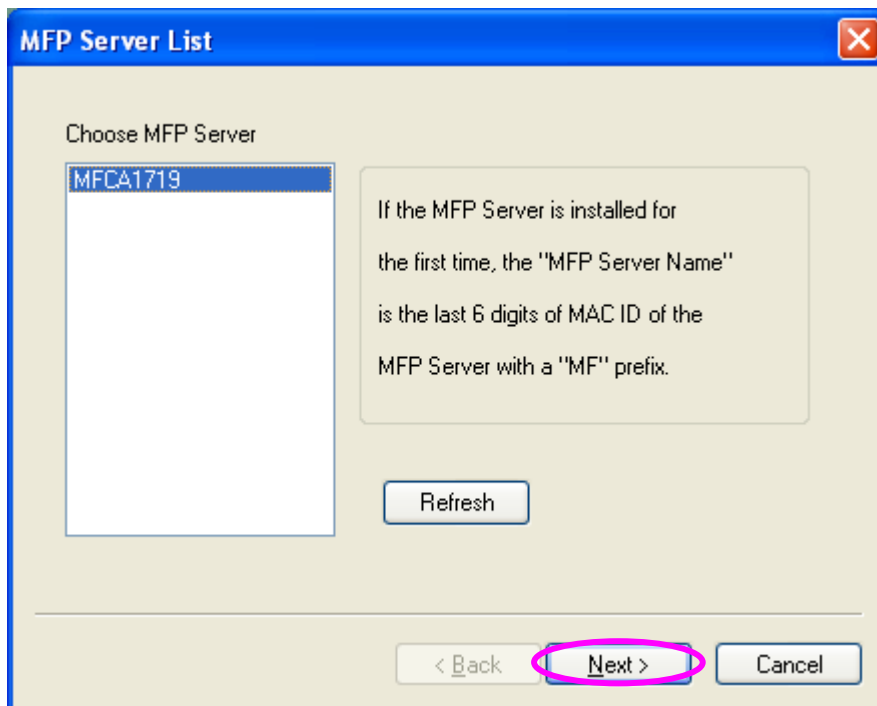 MFP Server List
Choose MFP Server
MFCA1719
If the MFP Server is installed for
the first time, the "MFP Server Name"
is the last 6 digits of MAC ID of the
MFP Server with a "MF" prefix.
Refresh
< Back
Next >
Cancel